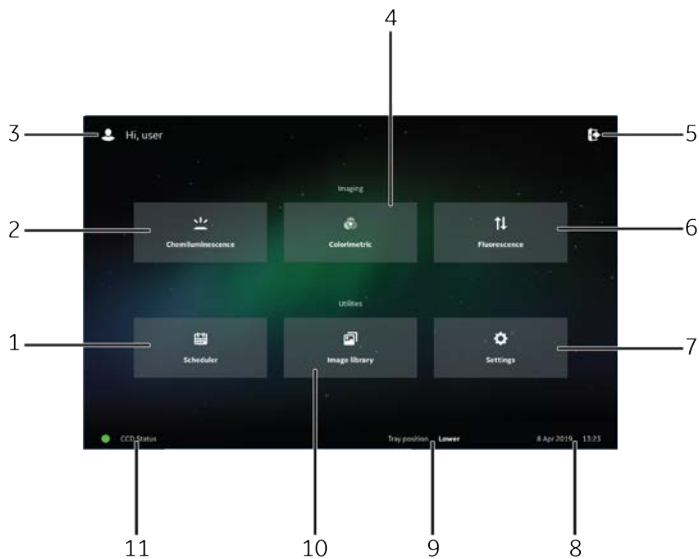 4
3
Hi, user
5
Imaging
2
Chemiluminescence
Colorimetric
Fluorescence
6
Utilities
1
Scheduler
Image library
Settings
7
CCD Status
Tray position Lower
8 Apr 2019 13:23
11
10
9
8